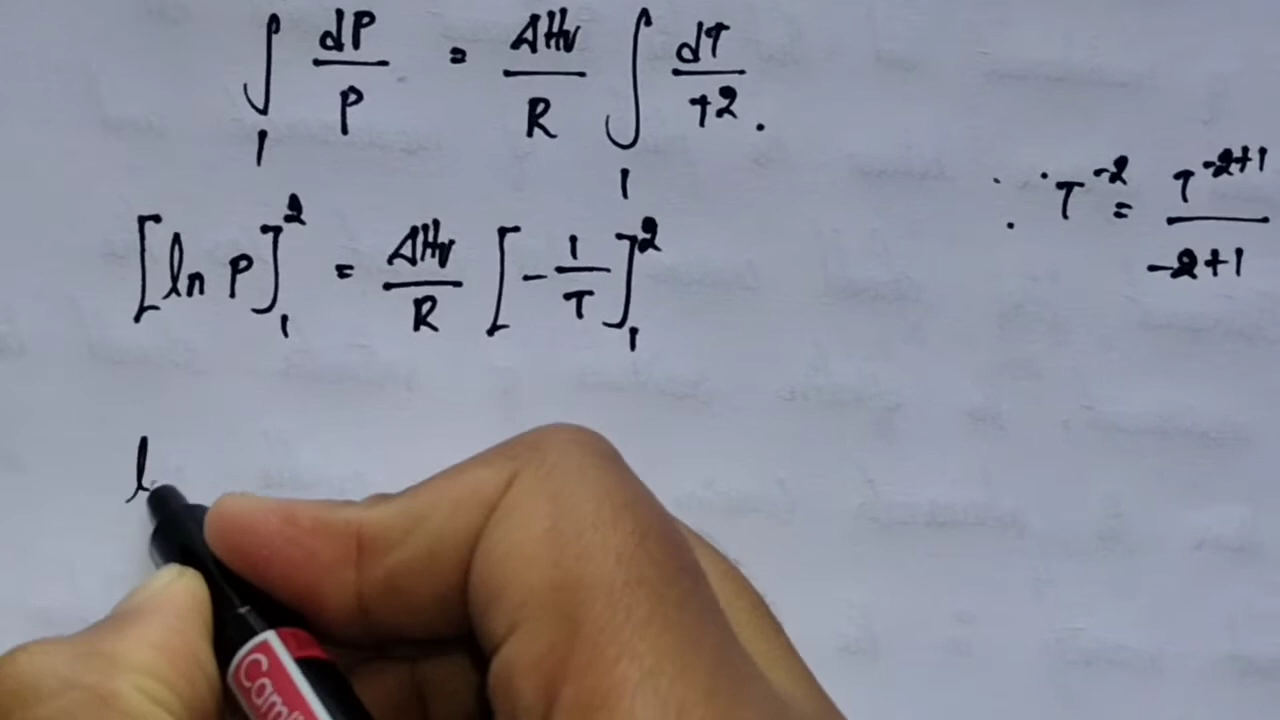 ∫₁ dP/P = ΔHv/R ∫₁ dT/T2.
∵ T⁻² = T⁻²⁺¹/-2+1
[ln P]₁² = ΔHv/R [-1/T]₁²
l
Cam